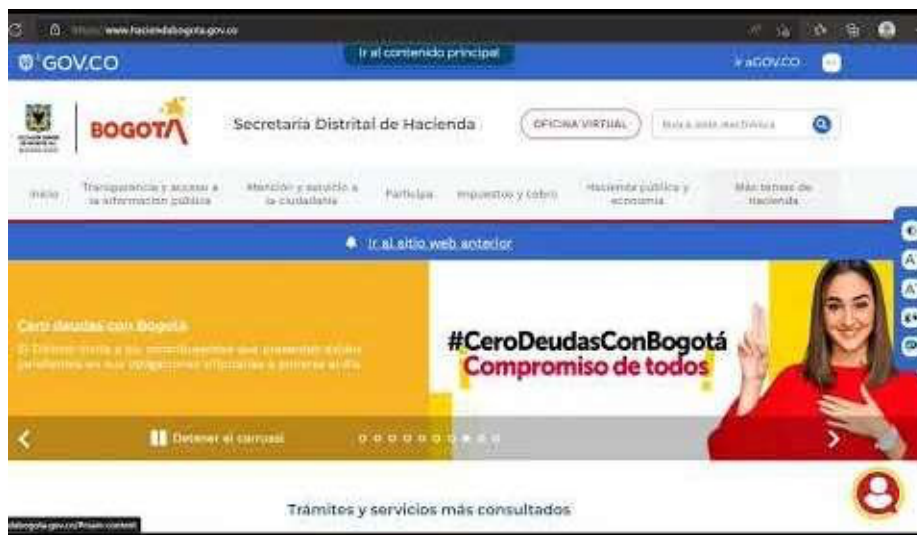 www.haciendabogota.gov.co
GOV.CO
Ir al contenido principal
Ir a GOV.CO
BOGOTÁ
Secretaría Distrital de Hacienda
OFICINA VIRTUAL
Inicio
Transparencia y acceso a
la información pública
Atención y servicio a
la ciudadanía
Participa
Impuestos y cobro
Hacienda pública y
economía
Más temas de
Hacienda
Ir al sitio web anterior
Cero deudas con Bogotá
#CeroDeudasConBogotá
Compromiso de todos
Detener el carrusel
Trámites y servicios más consultados